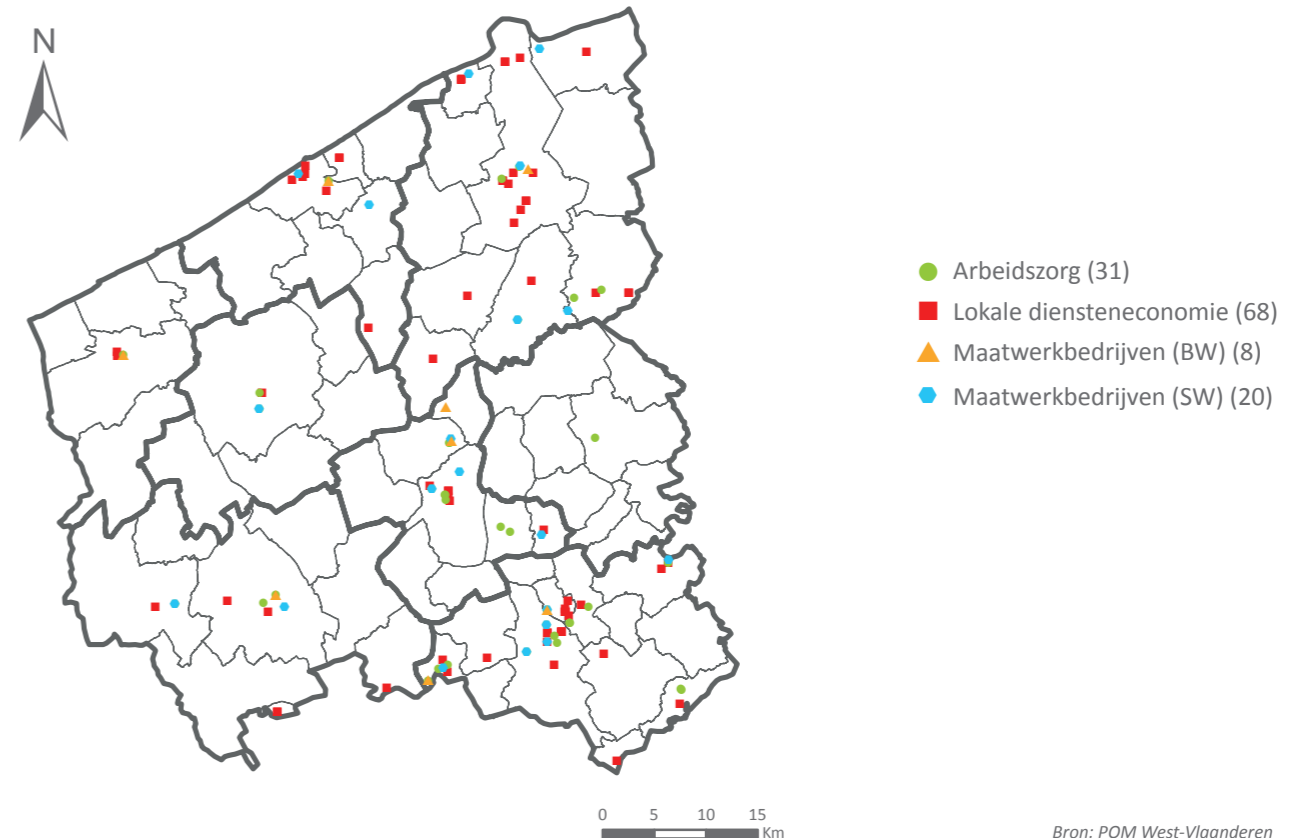 N
Arbeidszorg (31)
Lokale diensteneconomie (68)
Maatwerkbedrijven (BW) (8)
Maatwerkbedrijven (SW) (20)
0 5 10 15
Km
Bron: POM West-Vlaanderen